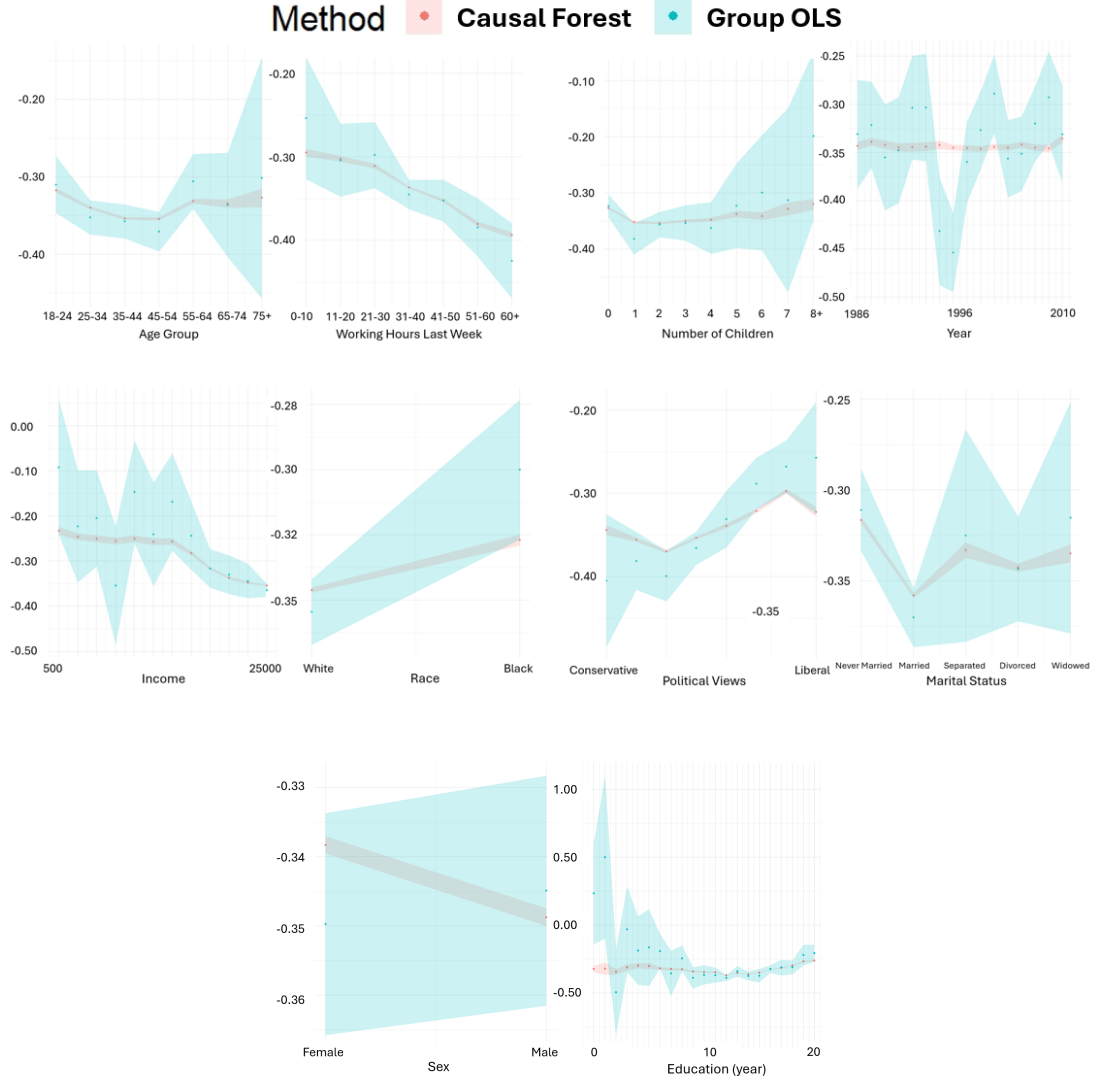 Method Causal Forest Group OLS
-0.20
-0.30
-0.40
18-24 25-34 35-44 45-54 55-64 65-74 75+
Age Group
-0.20
-0.30
-0.40
0-10 11-20 21-30 31-40 41-50 51-60 60+
Working Hours Last Week
-0.10
-0.20
-0.30
-0.40
0 1 2 3 4 5 6 7 8+
Number of Children
-0.25
-0.30
-0.35
-0.40
-0.45
-0.50
1986 1996 2010
Year
0.00
-0.10
-0.20
-0.30
-0.40
-0.50
500 25000
Income
-0.28
-0.30
-0.32
-0.35
White Black
Race
-0.20
-0.30
-0.40
-0.35
Conservative Liberal
Political Views
-0.25
-0.30
-0.35
Never Married Married Separated Divorced Widowed
Marital Status
-0.33
-0.34
-0.35
-0.36
Female Male
Sex
1.00
0.50
0.00
-0.50
0 10 20
Education (year)